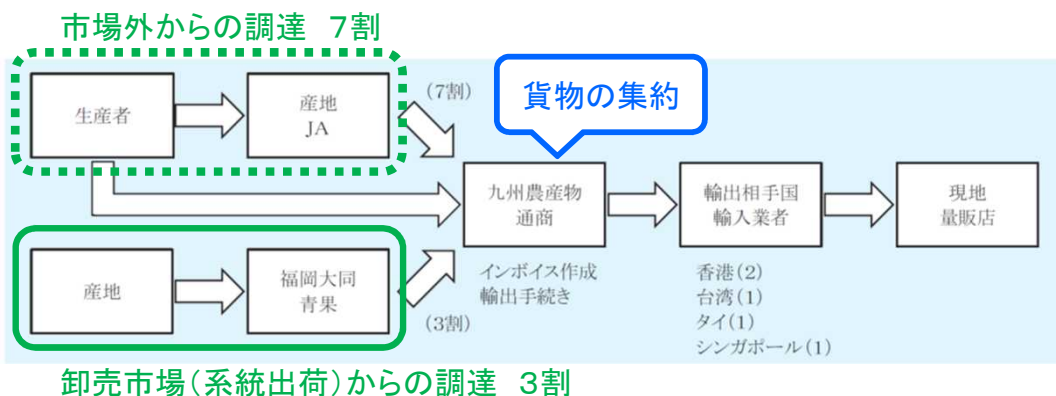 市場外からの調達 7割
生産者
産地
JA
(7割)
貨物の集約
九州農産物
通商
輸出相手国
輸入業者
現地
量販店
産地
福岡大同
青果
(3割)
インボイス作成
輸出手続き
香港(2)
台湾(1)
タイ(1)
シンガポール(1)
卸売市場(系統出荷)からの調達 3割